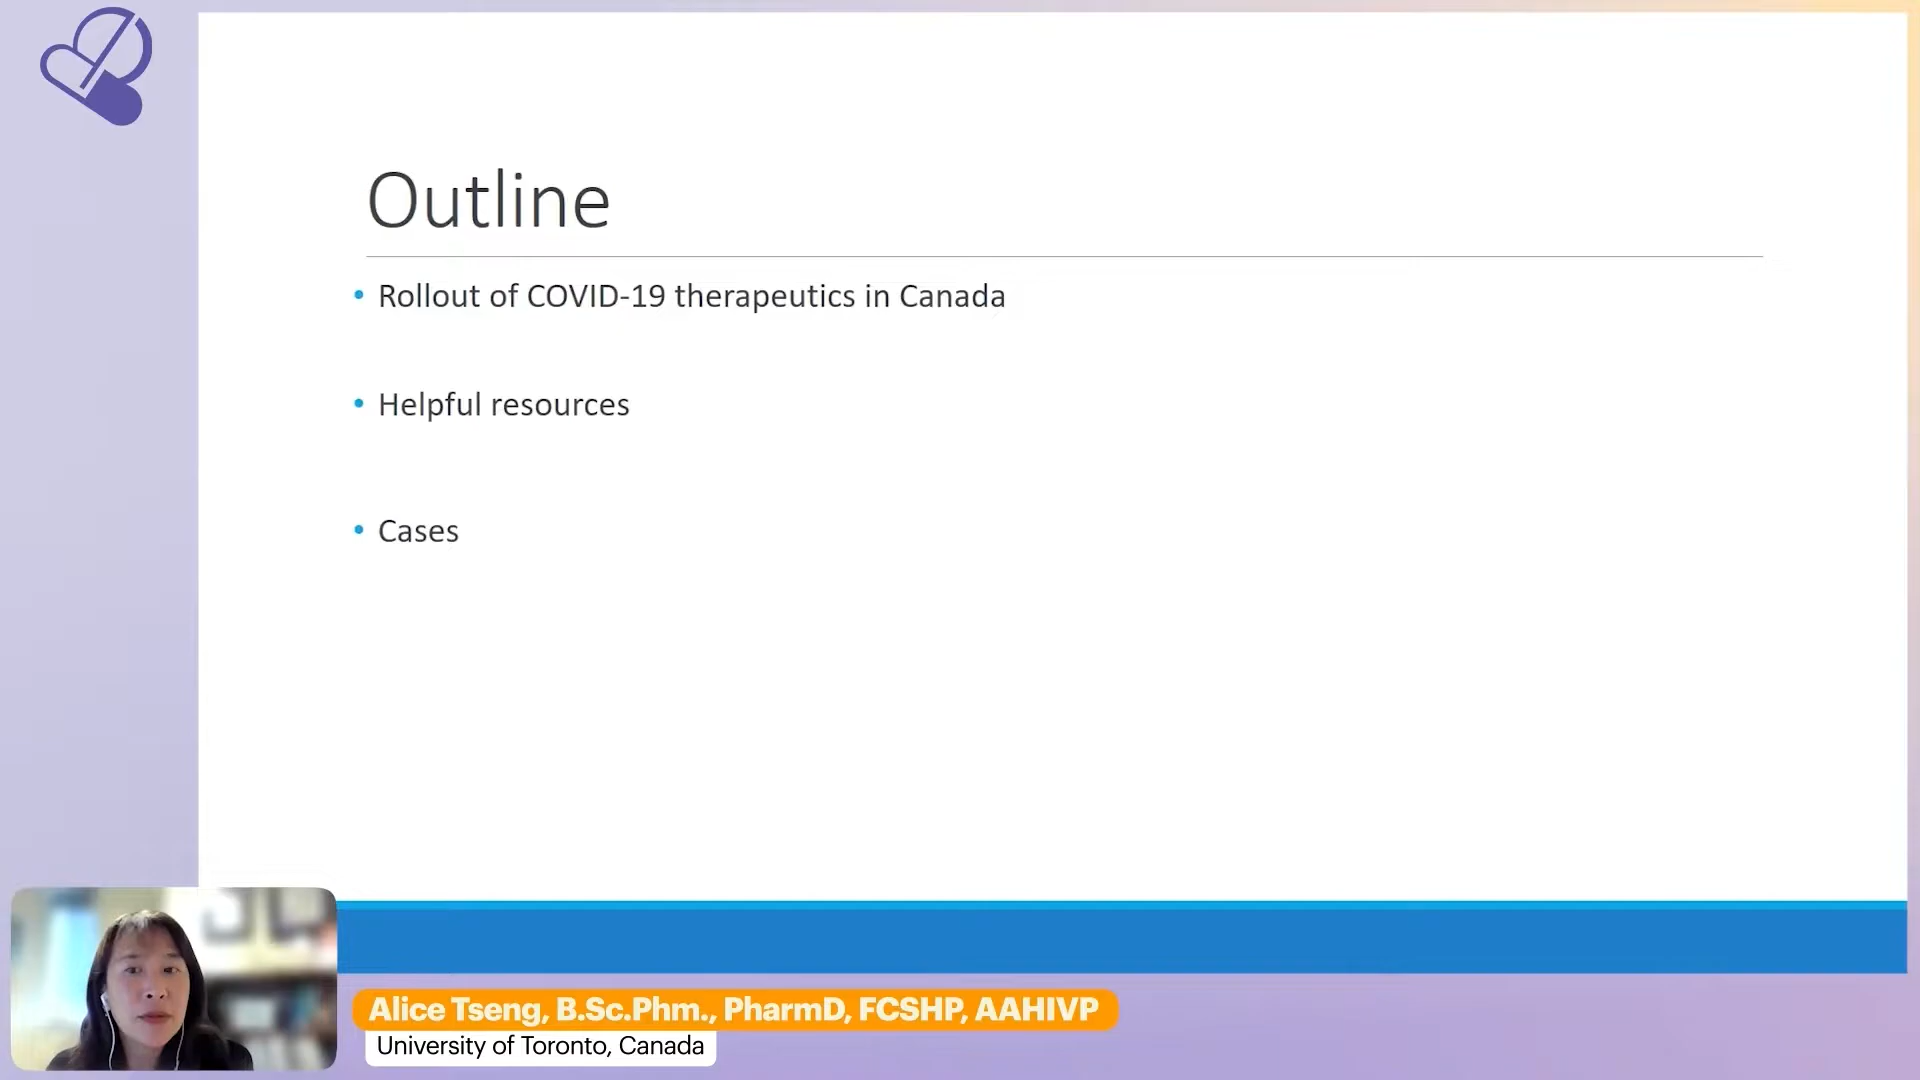 Outline
• Rollout of COVID-19 therapeutics in Canada
• Helpful resources
• Cases
Alice Tseng, B.Sc.Phm., PharmD, FCSHP, AAHIVP
University of Toronto, Canada